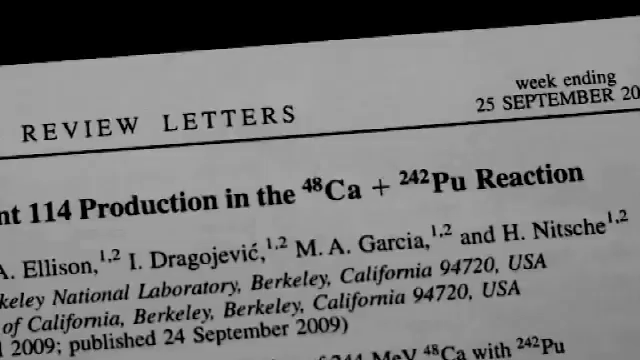 REVIEW LETTERS
week ending
25 SEPTEMBER 20
nt 114 Production in the ⁴⁸Ca + ²⁴²Pu Reaction
A. Ellison,¹,² I. Dragojević,¹,² M. A. Garcia,¹,² and H. Nitsche¹,²
keley National Laboratory, Berkeley, California 94720, USA
of California, Berkeley, Berkeley, California 94720, USA
2009; published 24 September 2009)
MeV ⁴⁸Ca with ²⁴²Pu